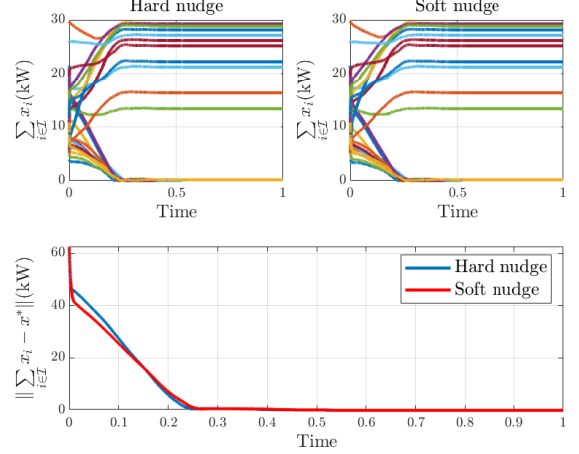 Hard nudge
Soft nudge
30
20
10
0
∑_{i∈I} x_i(kW)
0 0.5 1
Time
30
20
10
0
∑_{i∈I} x_i(kW)
0 0.5 1
Time
60
40
20
0
‖ ∑_{i∈I} x_i − x*‖(kW)
Hard nudge
Soft nudge
0 0.1 0.2 0.3 0.4 0.5 0.6 0.7 0.8 0.9 1
Time